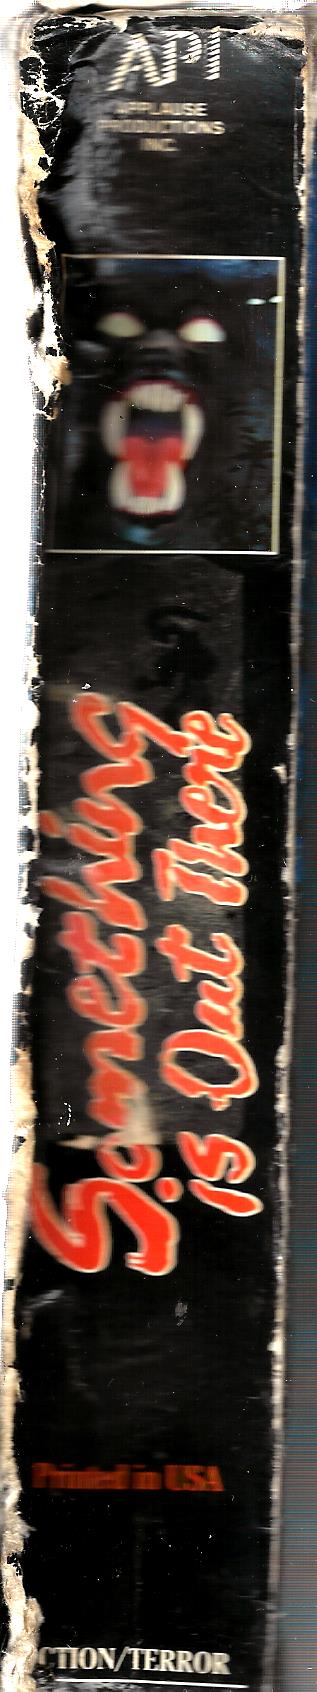 API
APPLAUSE
PRODUCTIONS
INC.
Something
is Out There
Printed in USA
CTION/TERROR